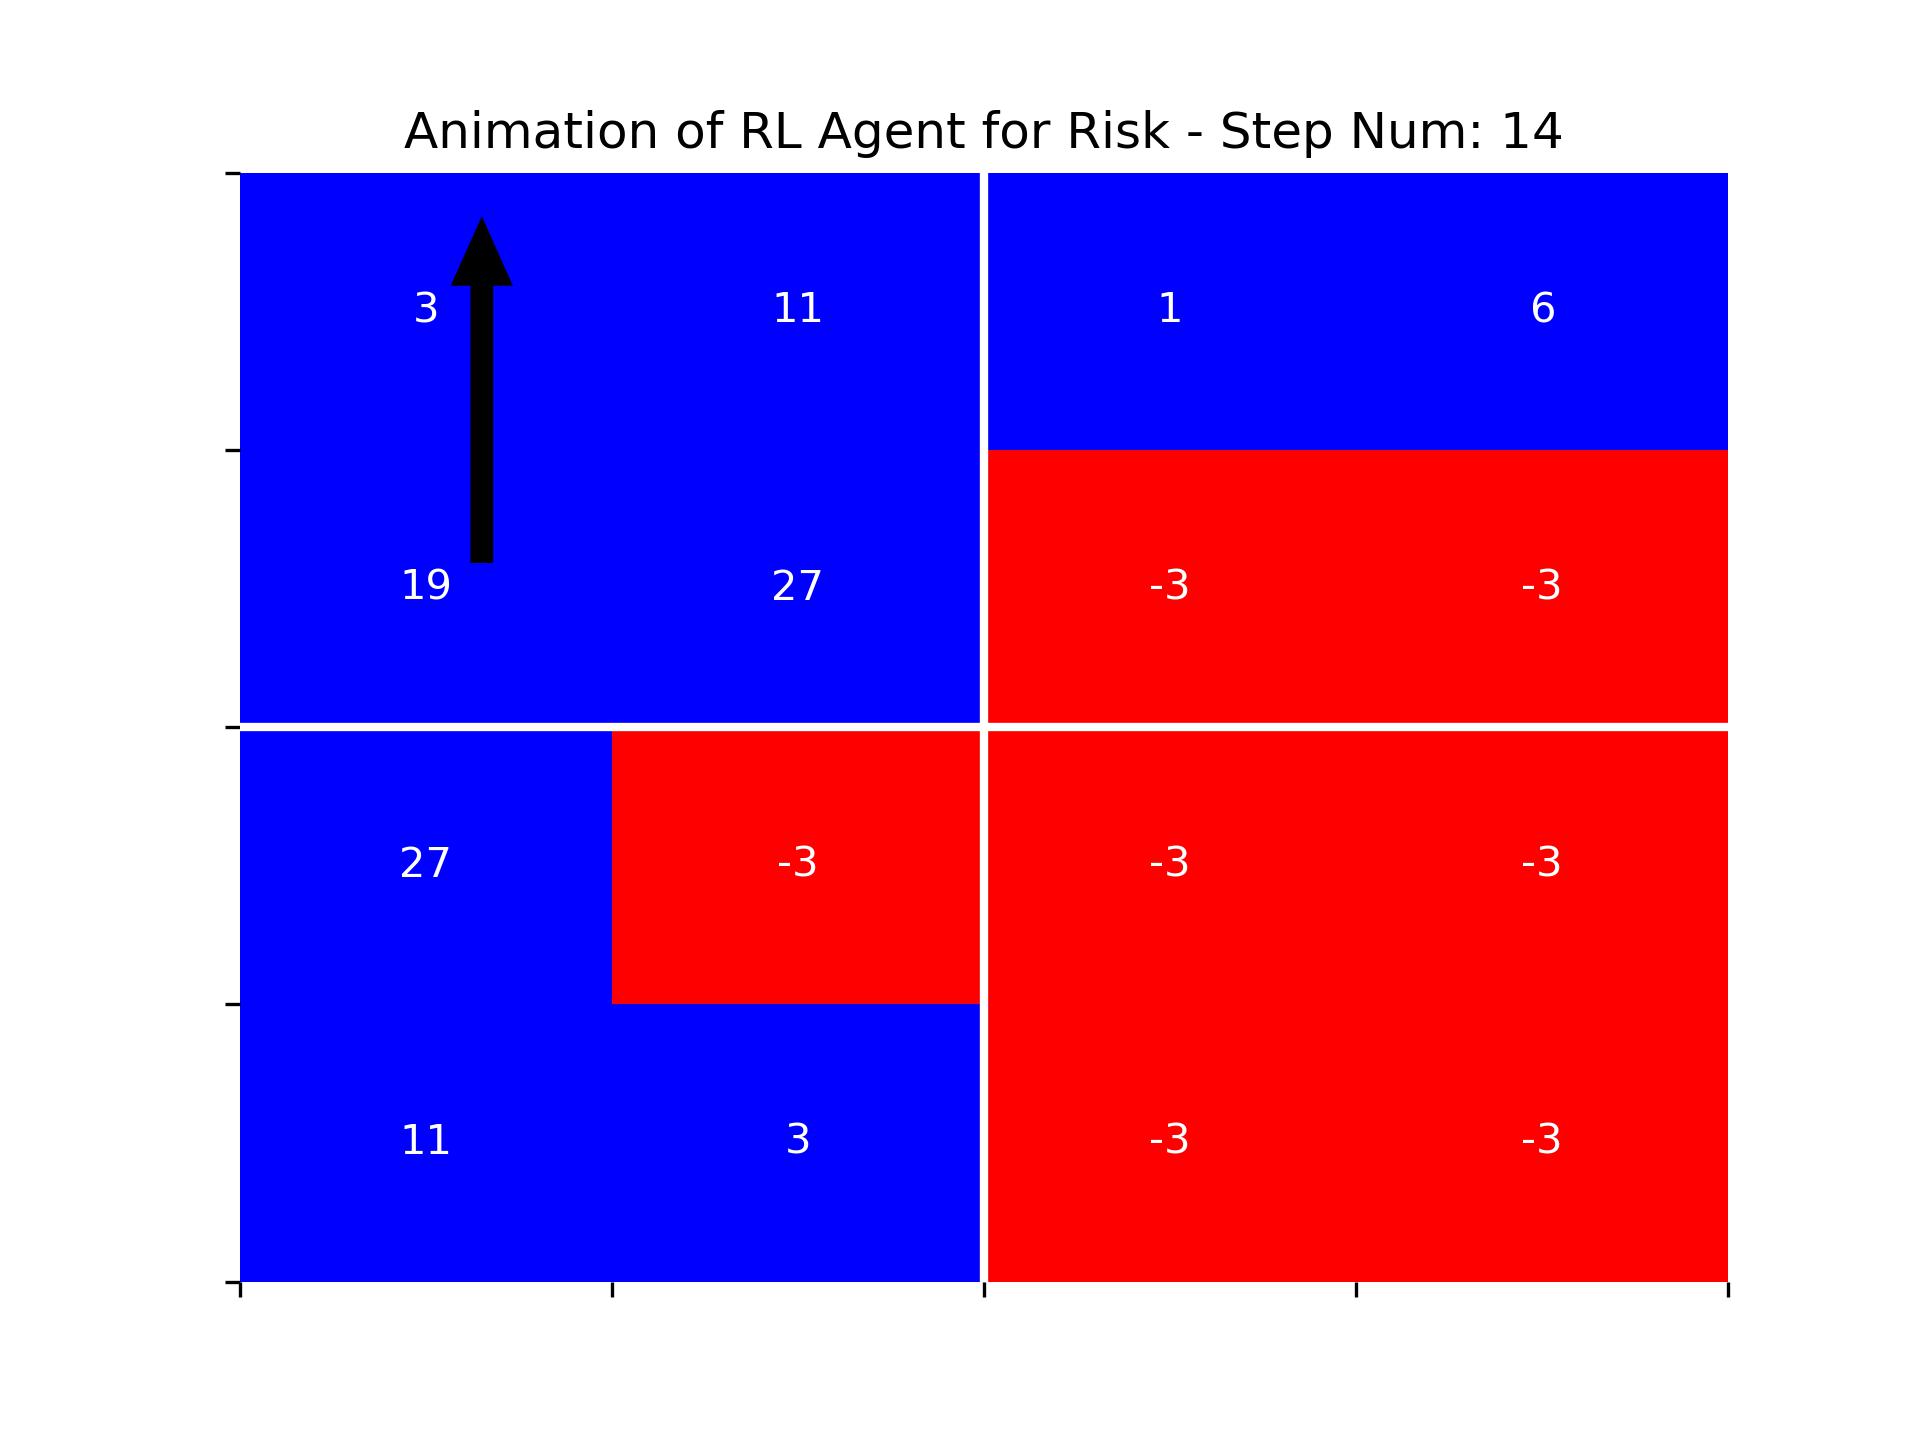 Animation of RL Agent for Risk - Step Num: 14
3 11 1 6
19 27 -3 -3
27 -3 -3 -3
11 3 -3 -3